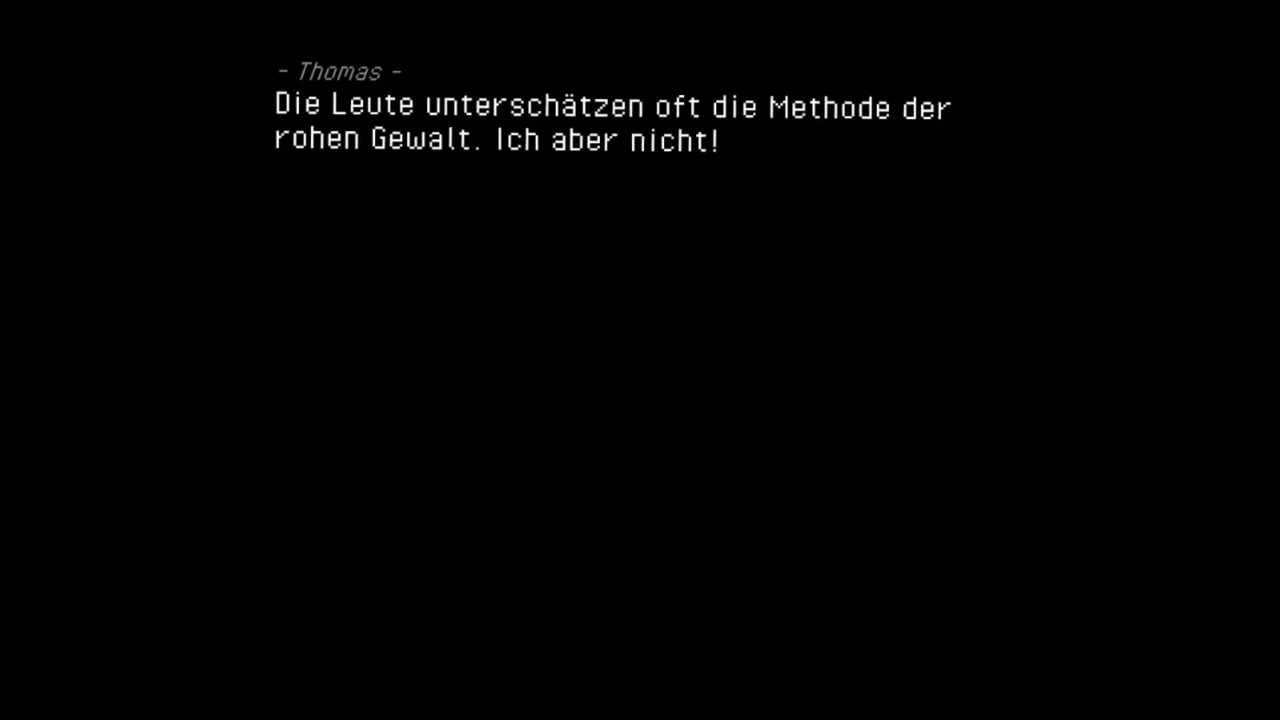 - Thomas -
Die Leute unterschätzen oft die Methode der
rohen Gewalt. Ich aber nicht!